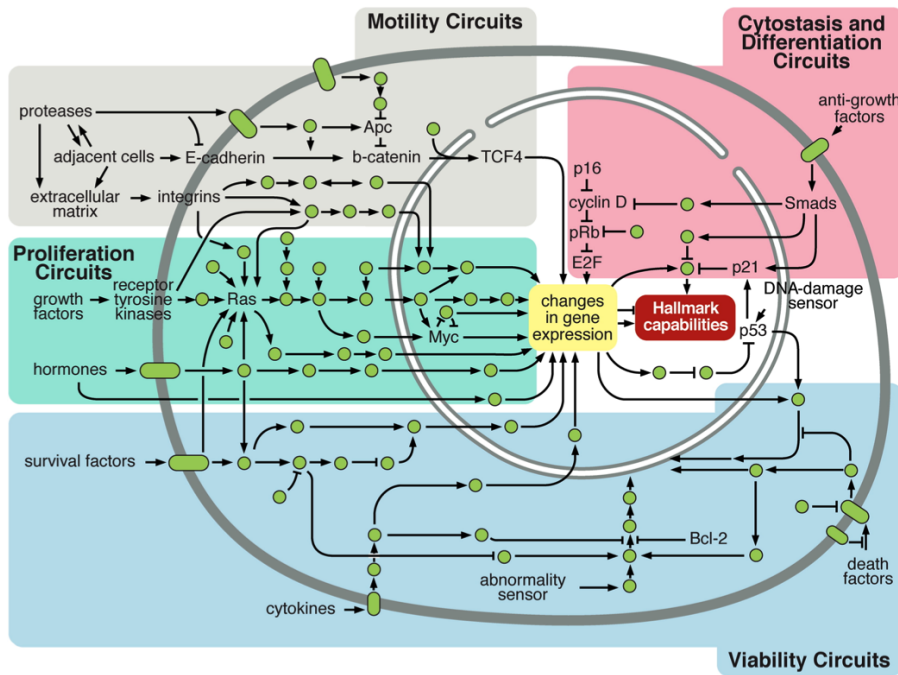 Motility Circuits
Cytostasis and
Differentiation
Circuits
proteases
anti-growth
factors
Apc
adjacent cells
E-cadherin
b-catenin
TCF4
p16
extracellular
matrix
integrins
cyclin D
Smads
pRb
Proliferation
Circuits
E2F
p21
growth
factors
receptor
tyrosine
kinases
Ras
DNA-damage
sensor
changes
in gene
expression
Hallmark
capabilities
Myc
p53
hormones
survival factors
Bcl-2
abnormality
sensor
death
factors
cytokines
Viability Circuits